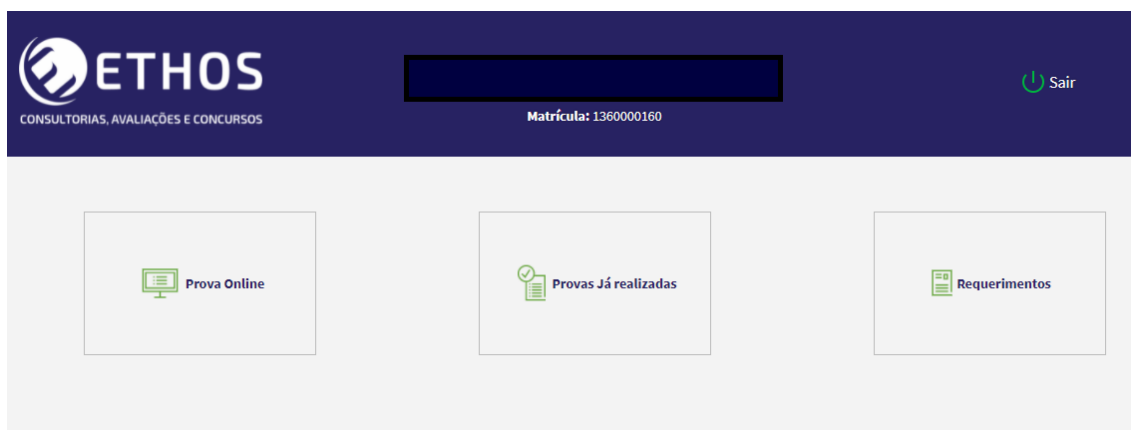 ETHOS
CONSULTORIAS, AVALIAÇÕES E CONCURSOS
Matrícula: 1360000160
Sair
Prova Online
Provas Já realizadas
Requerimentos